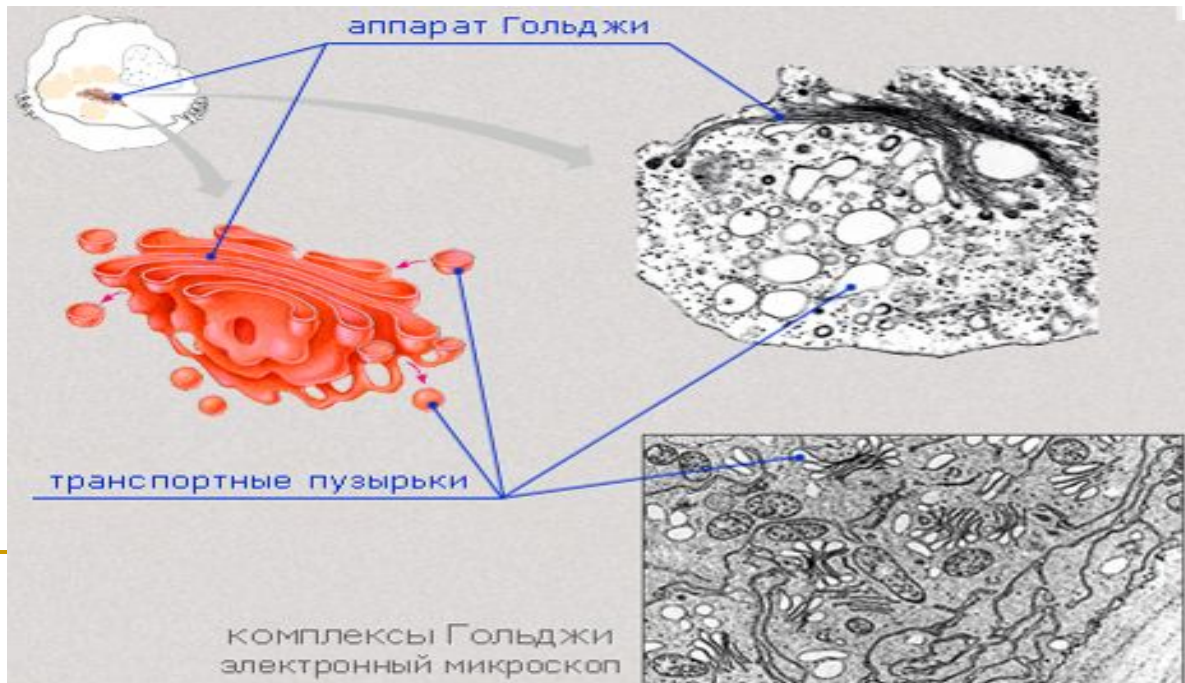 аппарат Гольджи
транспортные пузырьки
комплексы Гольджи
электронный микроскоп